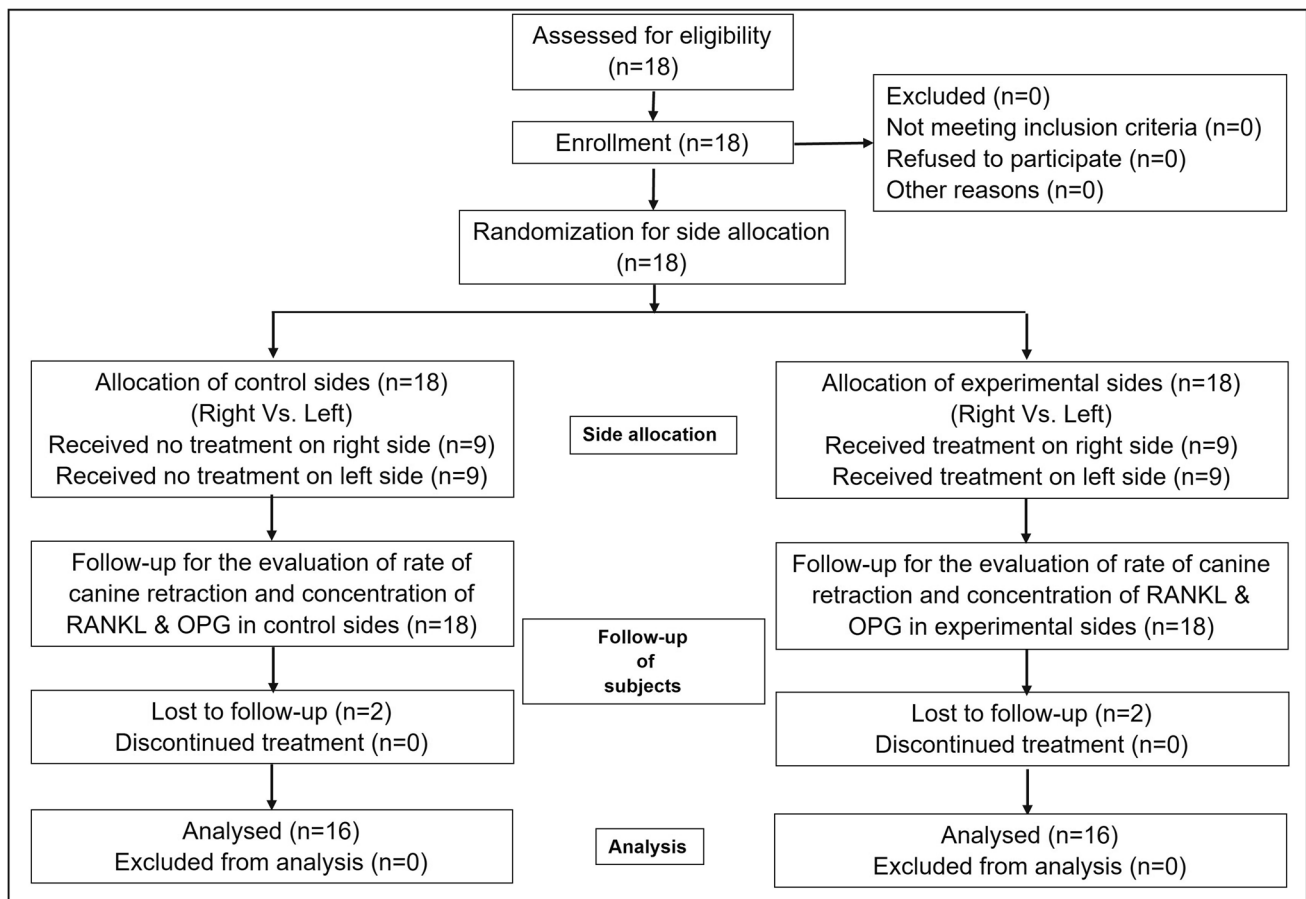 Assessed for eligibility
(n=18)
Enrollment (n=18)
Excluded (n=0)
Not meeting inclusion criteria (n=0)
Refused to participate (n=0)
Other reasons (n=0)
Randomization for side allocation
(n=18)
Allocation of control sides (n=18)
(Right Vs. Left)
Received no treatment on right side (n=9)
Received no treatment on left side (n=9)
Side allocation
Allocation of experimental sides (n=18)
(Right Vs. Left)
Received treatment on right side (n=9)
Received treatment on left side (n=9)
Follow-up for the evaluation of rate of
canine retraction and concentration of
RANKL & OPG in control sides (n=18)
Follow-up
of
subjects
Follow-up for the evaluation of rate of canine
retraction and concentration of RANKL &
OPG in experimental sides (n=18)
Lost to follow-up (n=2)
Discontinued treatment (n=0)
Lost to follow-up (n=2)
Discontinued treatment (n=0)
Analysed (n=16)
Excluded from analysis (n=0)
Analysis
Analysed (n=16)
Excluded from analysis (n=0)